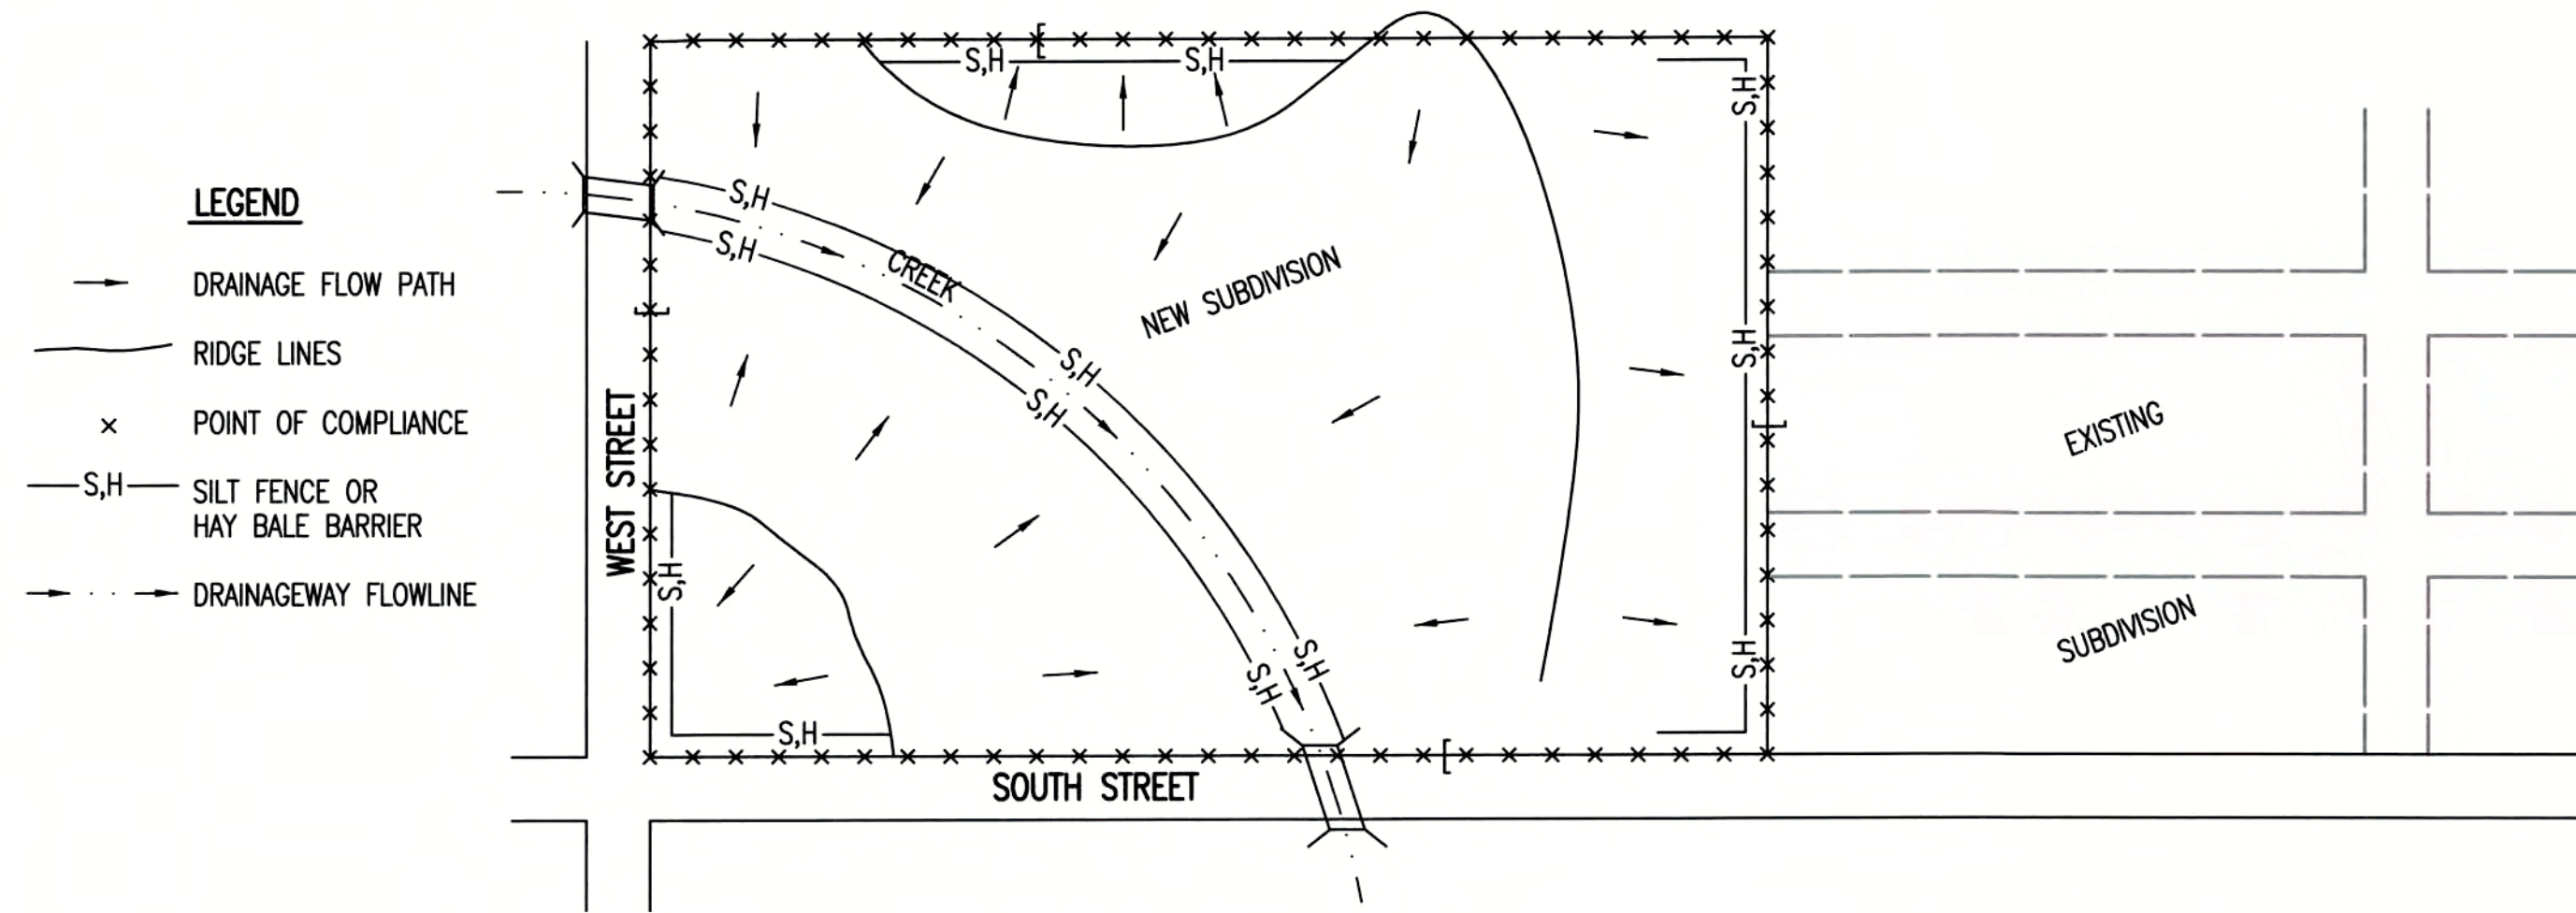 LEGEND
DRAINAGE FLOW PATH
RIDGE LINES
× POINT OF COMPLIANCE
S,H SILT FENCE OR
HAY BALE BARRIER
DRAINAGEWAY FLOWLINE
S,H
S,H
S,H
S,H
S,H
CREEK
NEW SUBDIVISION
S,H
S,H
S,H
WEST STREET
S,H
EXISTING
S,H
S,H
S,H
S,H
SUBDIVISION
S,H
SOUTH STREET